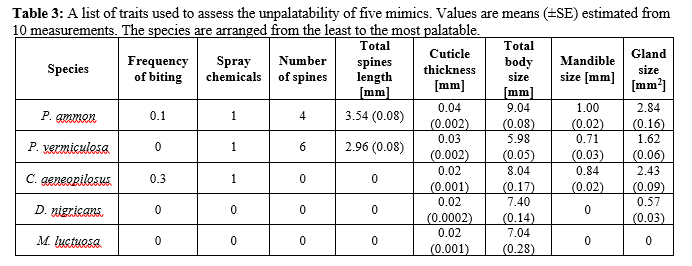 Table 3: A list of traits used to assess the unpalatability of five mimics. Values are means (±SE) estimated from
10 measurements. The species are arranged from the least to the most palatable.
Species Frequency of biting Spray chemicals Number of spines Total spines length [mm] Cuticle thickness [mm] Total body size [mm] Mandible size [mm] Gland size [mm²]
P. ammon 0.1 1 4 3.54 (0.08) 0.04 (0.002) 9.04 (0.08) 1.00 (0.02) 2.84 (0.16)
P. vermiculosa 0 1 6 2.96 (0.08) 0.03 (0.002) 5.98 (0.05) 0.71 (0.03) 1.62 (0.06)
C. aeneopilosus 0.3 1 0 0 0.02 (0.001) 8.04 (0.17) 0.84 (0.02) 2.43 (0.09)
D. nigricans 0 0 0 0 0.02 (0.0002) 7.40 (0.14) 0 0.57 (0.03)
M. luctuosa 0 0 0 0 0.02 (0.001) 7.04 (0.28) 0 0